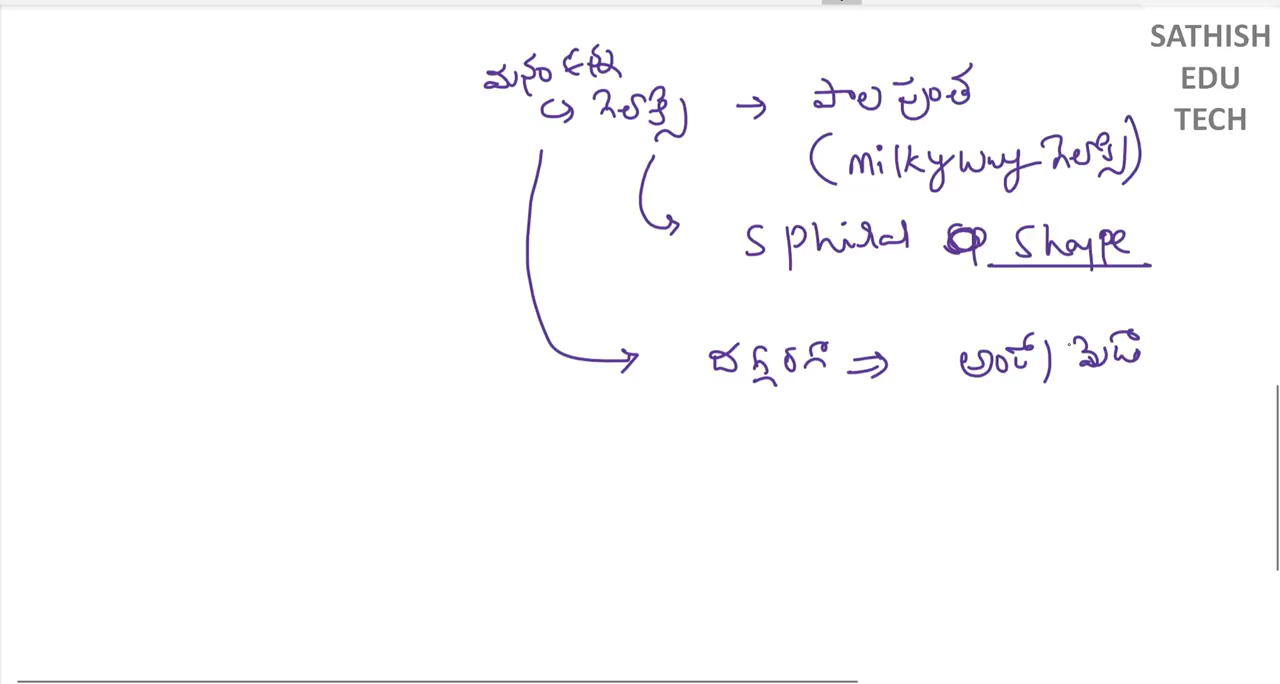 SATHISH
EDU
TECH
మనం ఉన్న
గెలాక్సీ → పాలపుంత
(milkyway గెలాక్సీ)
Sphiral Shape
దగ్గరగా ⇒ అండ్రోమెడా